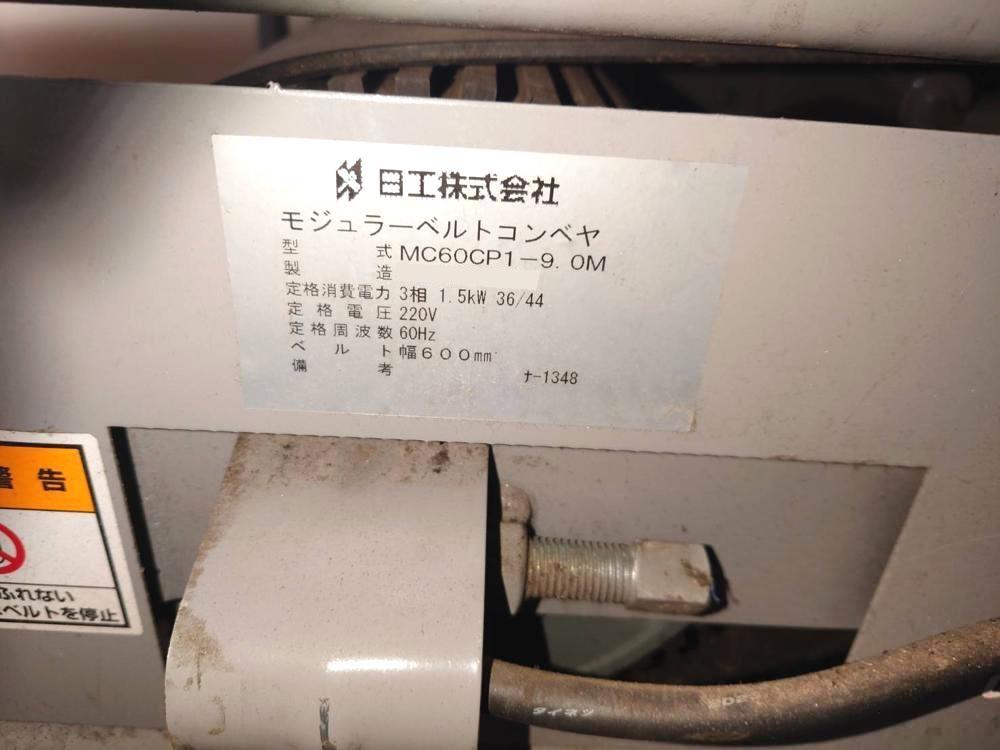 日工株式会社
モジュラーベルトコンベヤ
型 式 MC60CP1-9.0M
製 造
定格消費電力 3相 1.5kW 36/44
定格電圧 220V
定格周波数 60Hz
ベルト 幅600mm
備 考 ﾅ-1348
警告
ふれない
ベルトを停止